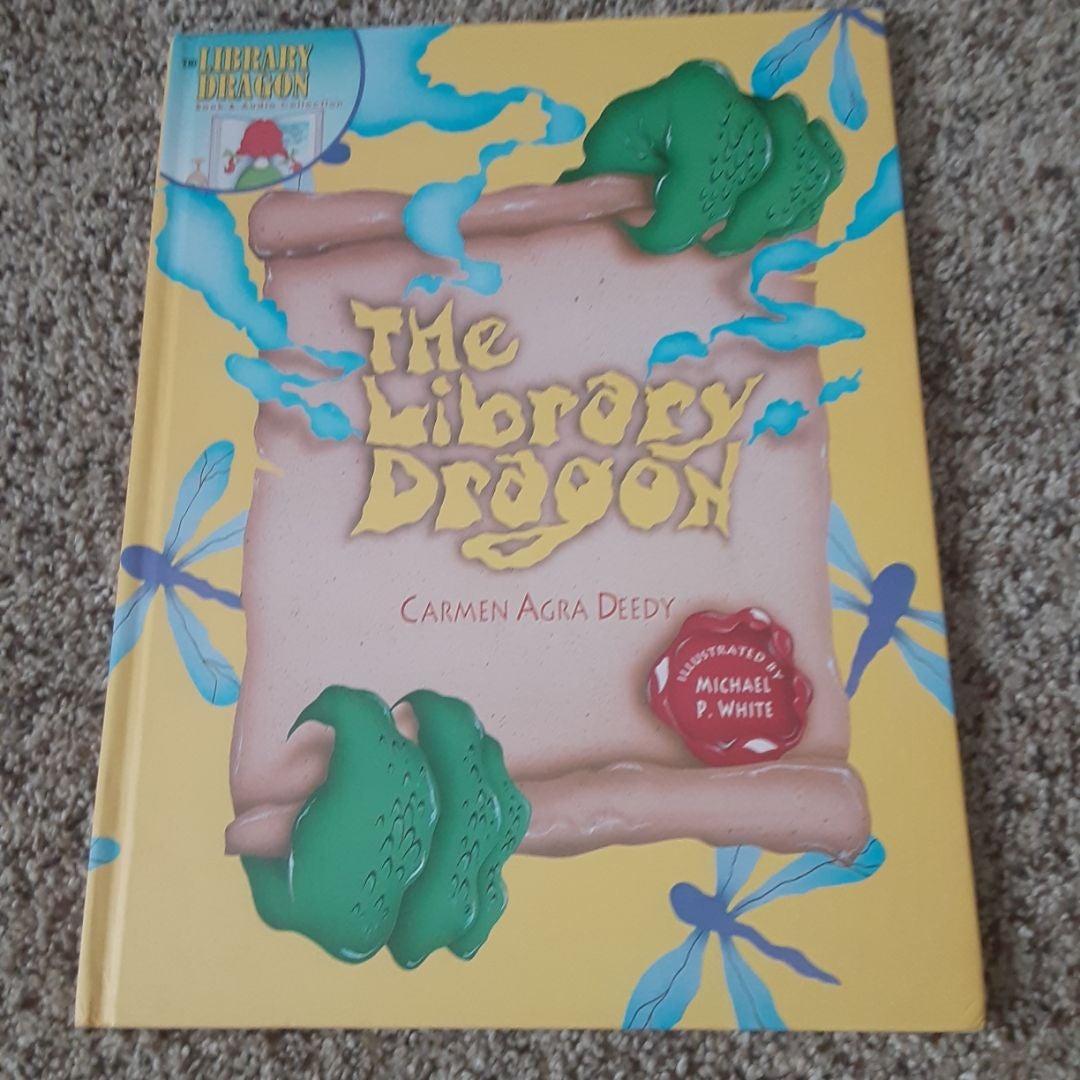 THE LIBRARY
DRAGON
Book & Audio Collection
THe
Library
Dragon
CARMEN AGRA DEEDY
ILLUSTRATED BY
MICHAEL
P. WHITE